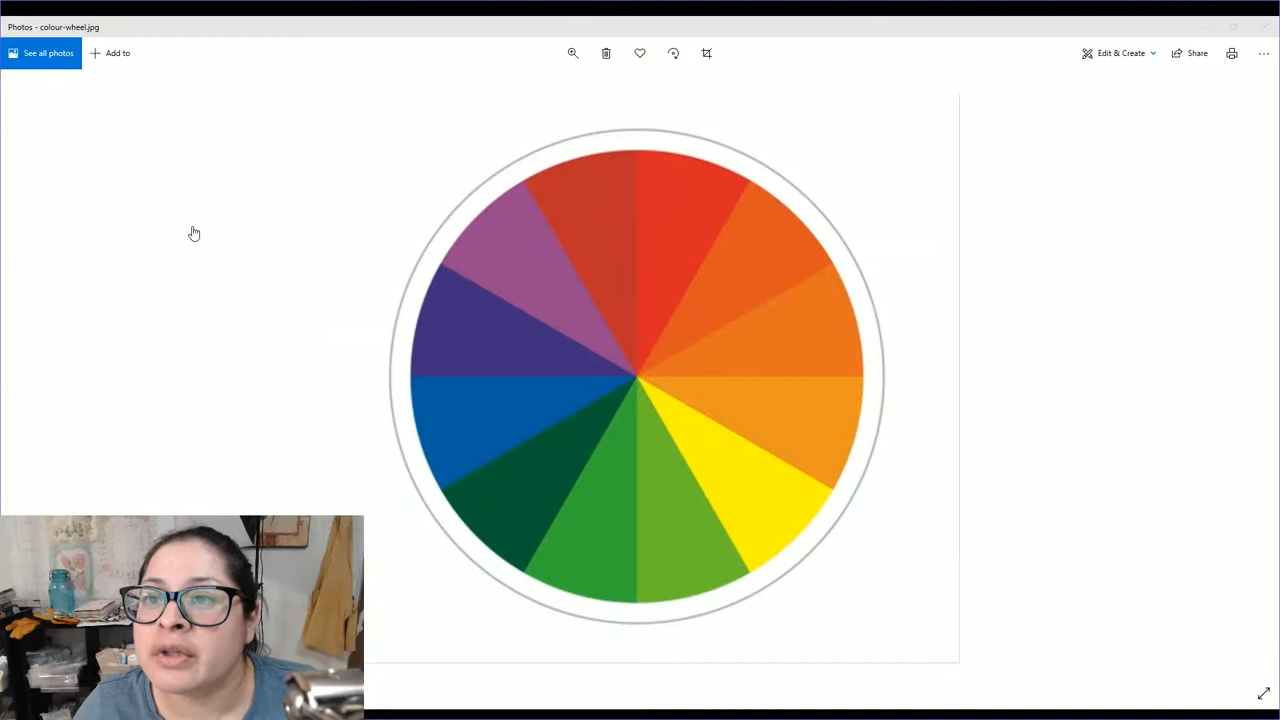 Photos - colour-wheel.jpg
See all photos
Add to
Edit & Create
Share